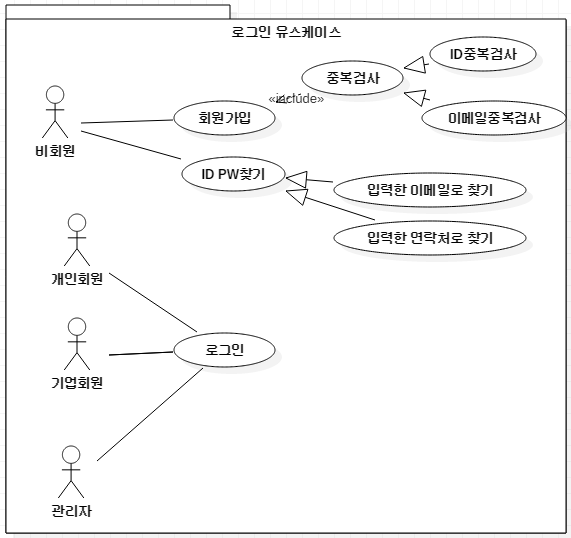 로그인 유스케이스
ID중복검사
중복검사
«include»
회원가입
이메일중복검사
비회원
ID PW찾기
입력한 이메일로 찾기
입력한 연락처로 찾기
개인회원
로그인
기업회원
관리자